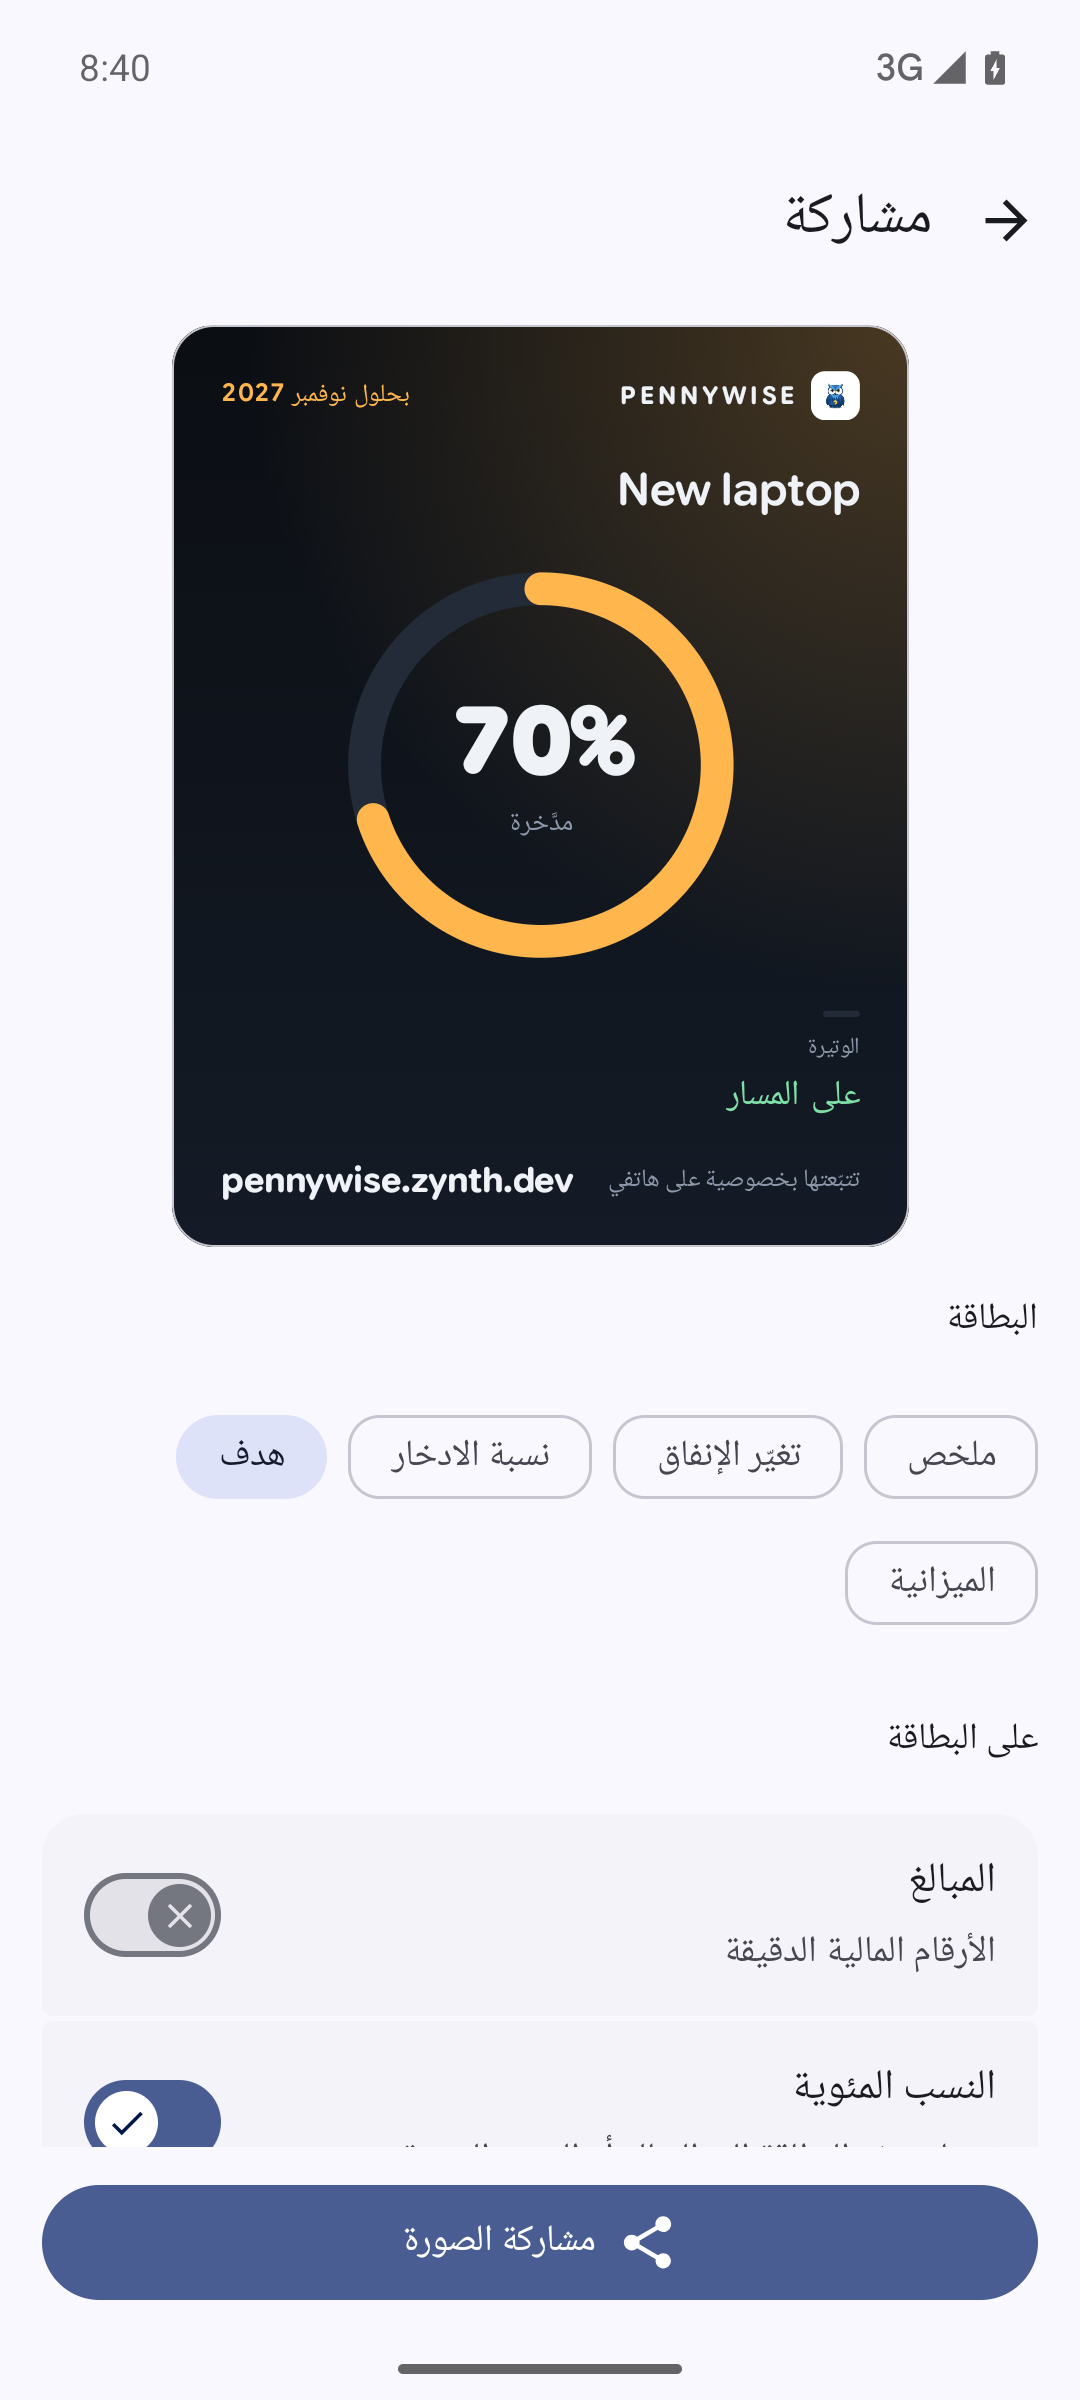 8:40
3G
مشاركة
PENNYWISE
بحلول نوفمبر 2027
New laptop
70%
مدَّخرة
الوتيرة
على المسار
تتبّعتها بخصوصية على هاتفي
pennywise.zynth.dev
البطاقة
ملخص
تغيّر الإنفاق
نسبة الادخار
هدف
الميزانية
على البطاقة
المبالغ
الأرقام المالية الدقيقة
النسب المئوية
مشاركة الصورة